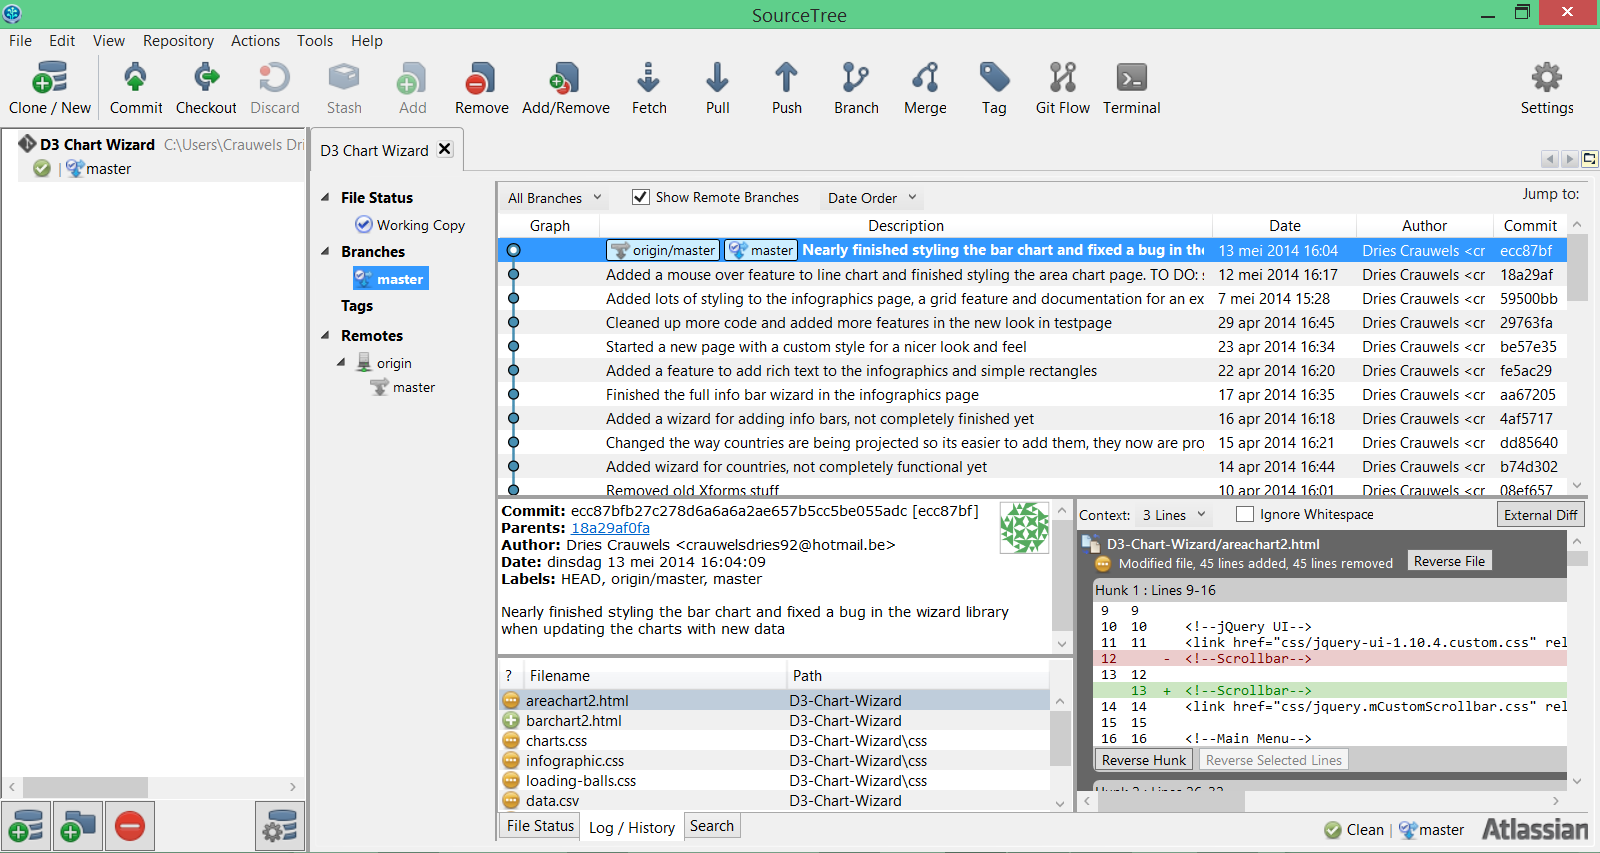 SourceTree
File Edit View Repository Actions Tools Help
Clone / New Commit Checkout Discard Stash Add Remove Add/Remove Fetch Pull Push Branch Merge Tag Git Flow Terminal Settings
D3 Chart Wizard C:\Users\Crauwels Dri
master
D3 Chart Wizard
File Status
Working Copy
Branches
master
Tags
Remotes
origin
master
All Branches Show Remote Branches Date Order Jump to:
Graph Description Date Author Commit
origin/master master Nearly finished styling the bar chart and fixed a bug in the 13 mei 2014 16:04 Dries Crauwels <cr ecc87bf
Added a mouse over feature to line chart and finished styling the area chart page. TO DO: s 12 mei 2014 16:17 Dries Crauwels <cr 18a29af
Added lots of styling to the infographics page, a grid feature and documentation for an ex 7 mei 2014 15:28 Dries Crauwels <cr 59500bb
Cleaned up more code and added more features in the new look in testpage 29 apr 2014 16:45 Dries Crauwels <cr 29763fa
Started a new page with a custom style for a nicer look and feel 23 apr 2014 16:34 Dries Crauwels <cr be57e35
Added a feature to add rich text to the infographics and simple rectangles 22 apr 2014 16:20 Dries Crauwels <cr fe5ac29
Finished the full info bar wizard in the infographics page 17 apr 2014 16:35 Dries Crauwels <cr aa67205
Added a wizard for adding info bars, not completely finished yet 16 apr 2014 16:18 Dries Crauwels <cr 4af5717
Changed the way countries are being projected so its easier to add them, they now are pro 15 apr 2014 16:21 Dries Crauwels <cr dd85640
Added wizard for countries, not completely functional yet 14 apr 2014 16:44 Dries Crauwels <cr b74d302
Removed old Xforms stuff 10 apr 2014 16:01 Dries Crauwels <cr 08ef657
Commit: ecc87bfb27c278d6a6a6a2ae657b5cc5be055adc [ecc87bf]
Parents: 18a29af0fa
Author: Dries Crauwels <crauwelsdries92@hotmail.be>
Date: dinsdag 13 mei 2014 16:04:09
Labels: HEAD, origin/master, master
Nearly finished styling the bar chart and fixed a bug in the wizard library
when updating the charts with new data
? Filename Path
areachart2.html D3-Chart-Wizard
barchart2.html D3-Chart-Wizard
charts.css D3-Chart-Wizard\css
infographic.css D3-Chart-Wizard\css
loading-balls.css D3-Chart-Wizard\css
data.csv D3-Chart-Wizard
File Status Log / History Search
Context: 3 Lines Ignore Whitespace External Diff
D3-Chart-Wizard/areachart2.html
Modified file, 45 lines added, 45 lines removed Reverse File
Hunk 1 : Lines 9-16
9 9
10 10 <!--jQuery UI-->
11 11 <link href="css/jquery-ui-1.10.4.custom.css" rel
12 - <!--Scrollbar-->
13 12
13 + <!--Scrollbar-->
14 14 <link href="css/jquery.mCustomScrollbar.css" rel
15 15
16 16 <!--Main Menu-->
Reverse Hunk Reverse Selected Lines
Hunk 2 : Lines 26-32
Clean master Atlassian